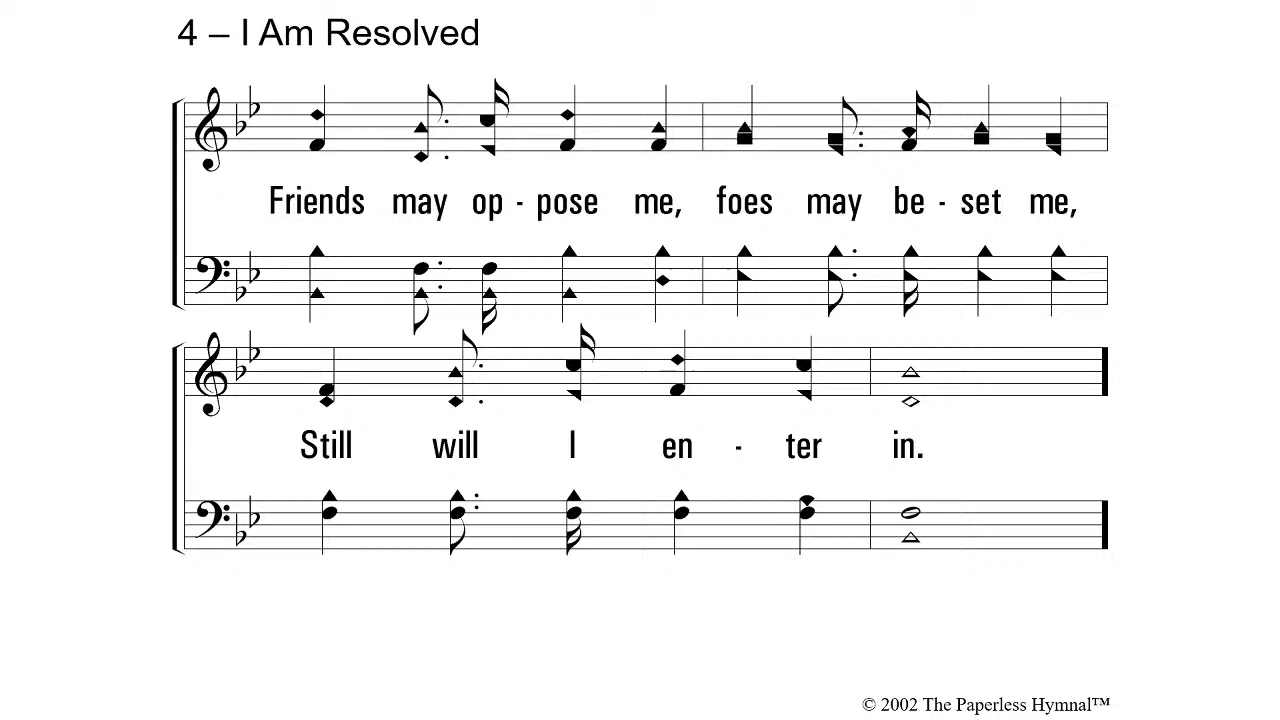 4 – I Am Resolved
Friends may op - pose me, foes may be - set me,
Still will I en - ter in.
© 2002 The Paperless Hymnal™